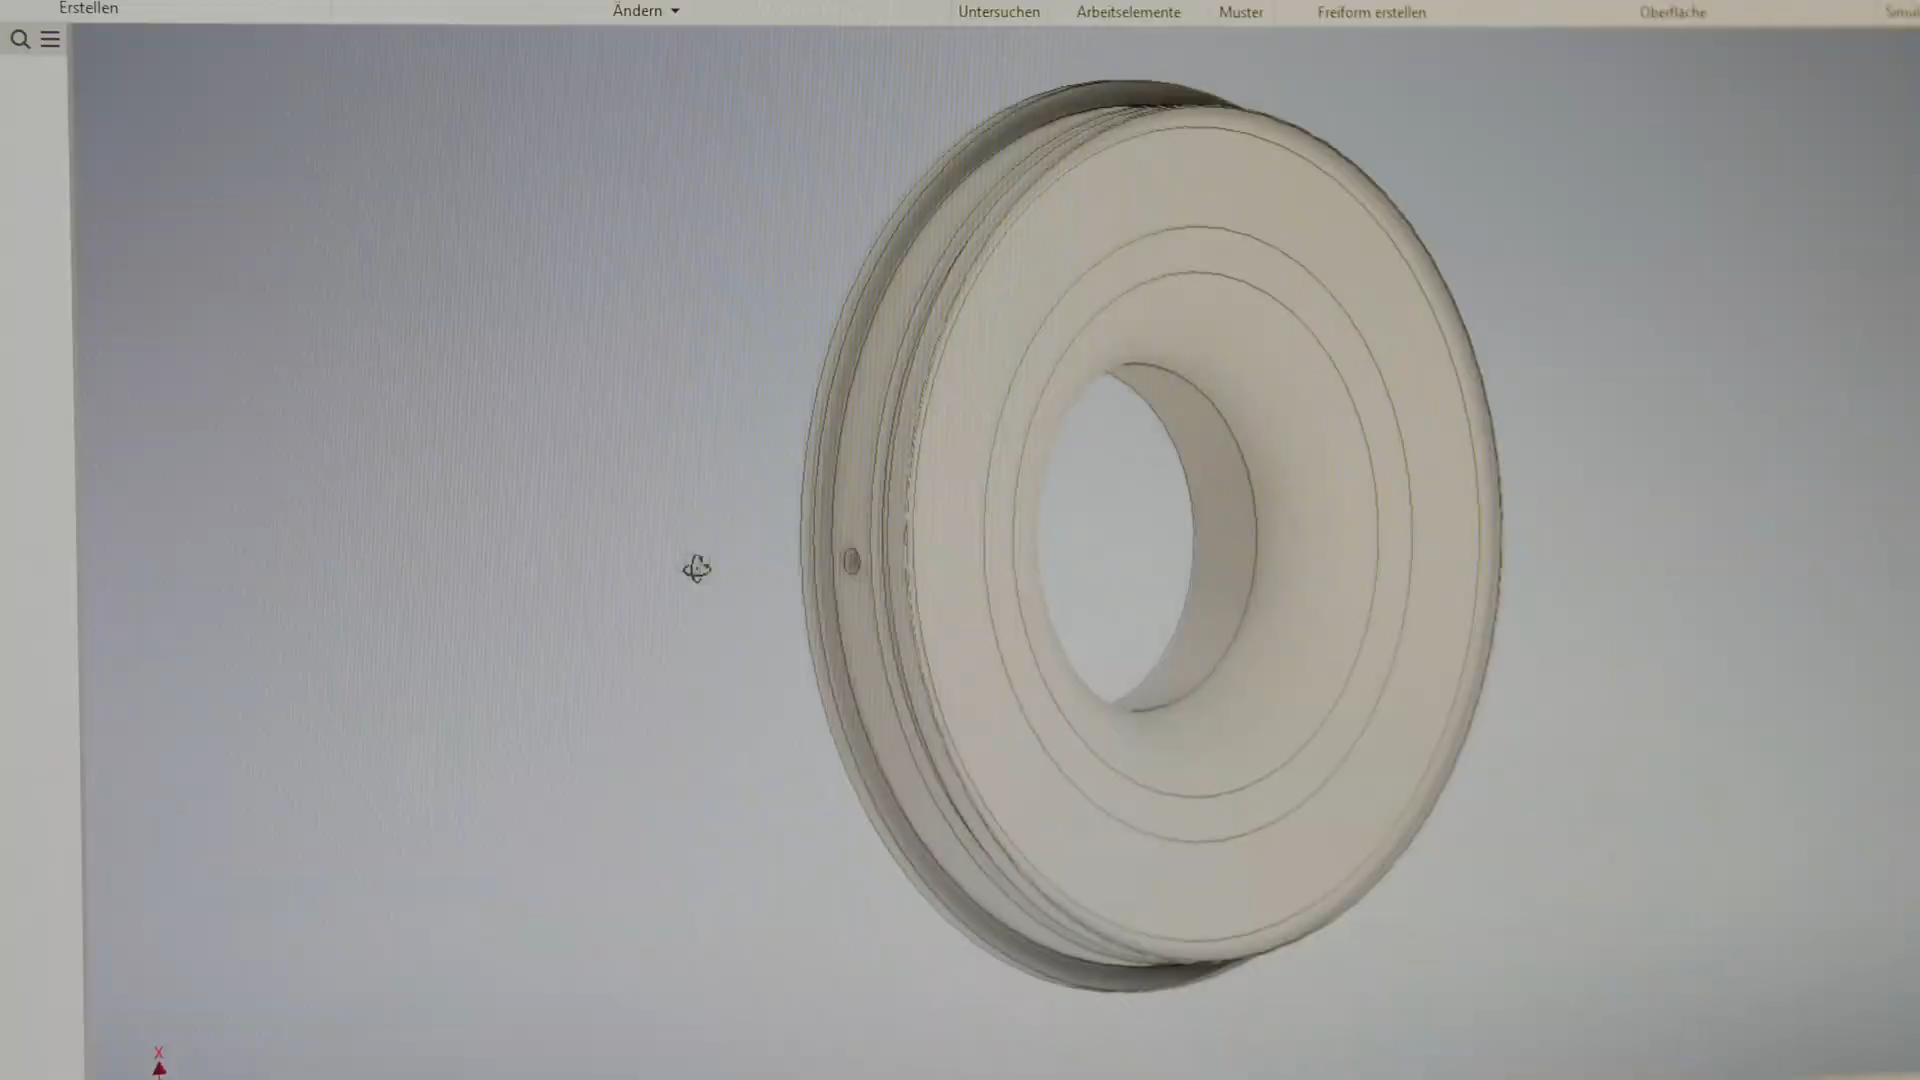 Erstellen
Ändern
Untersuchen
Arbeitselemente
Muster
Freiform erstellen
Oberfläche
X